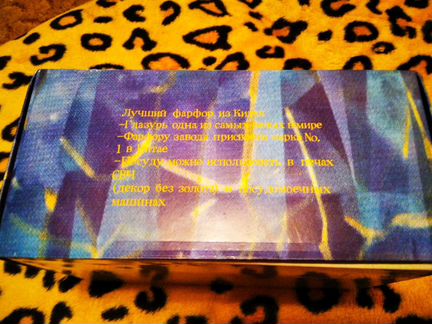 Лучший фарфор из Китая
-Глазурь одна из самых в мире
-Фарфору завода присвоена марка No.
1 в Китае
-Посуду можно использовать в печах
СВЧ
(декор без золота) и посудомоечных
машинах